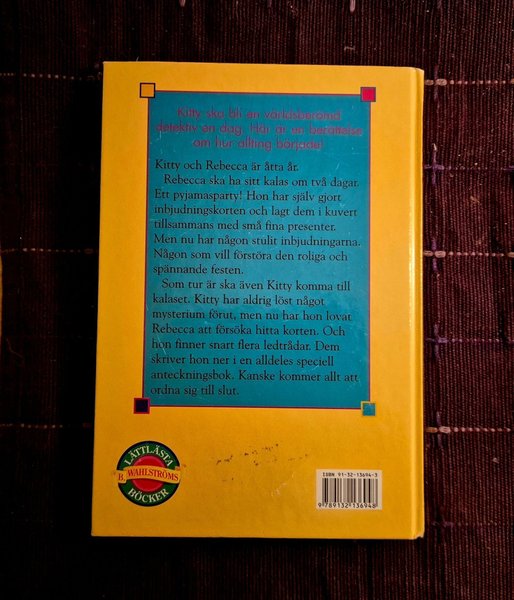 Kitty ska bli en världsberömd
detektiv en dag. Här är en berättelse
om hur allting började!
Kitty och Rebecca är åtta år.
Rebecca ska ha sitt kalas om två dagar.
Ett pyjamasparty! Hon har själv gjort
inbjudningskorten och lagt dem i kuvert
tillsammans med små fina presenter.
Men nu har någon stulit inbjudningarna.
Någon som vill förstöra den roliga och
spännande festen.
Som tur är ska även Kitty komma till
kalaset. Kitty har aldrig löst något
mysterium förut, men nu har hon lovat
Rebecca att försöka hitta korten. Och
hon finner snart flera ledtrådar. Dem
skriver hon ner i en alldeles speciell
anteckningsbok. Kanske kommer allt att
ordna sig till slut.
LÄTTLÄSTA
B. WAHLSTRÖMS
BÖCKER
ISBN 91-32-13694-3
9 789132 136948